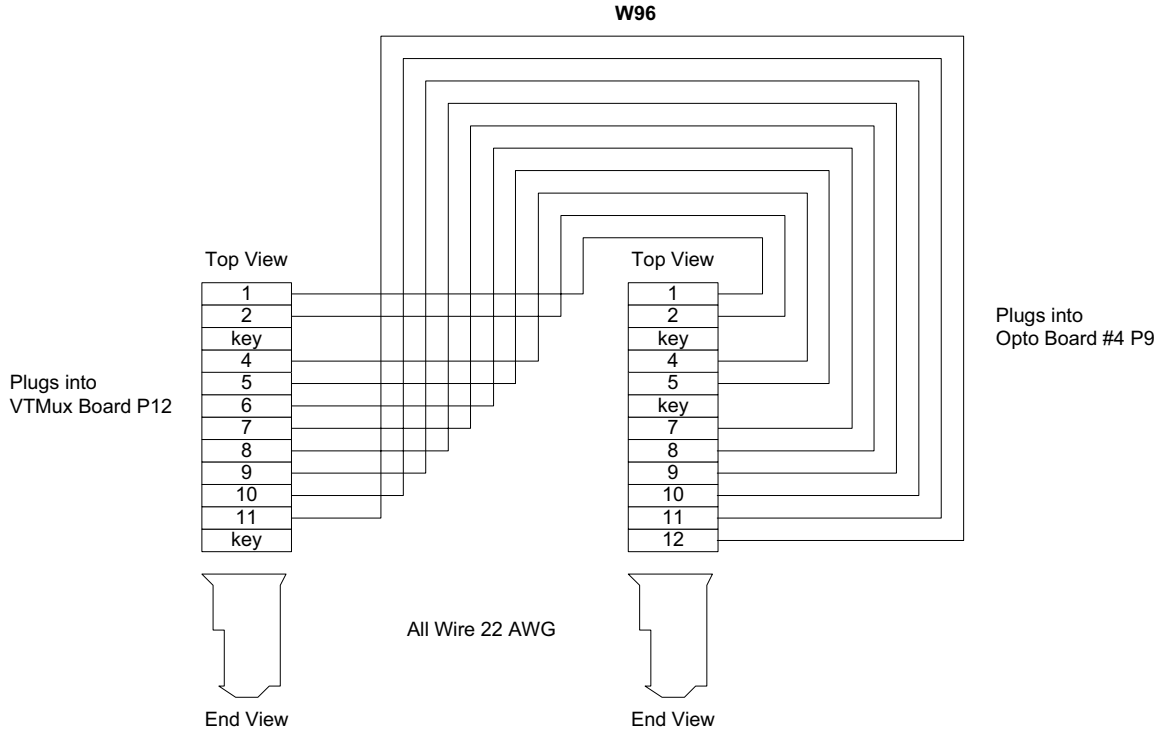 W96
Top View
1
2
key
4
5
6
7
8
9
10
11
key
Plugs into
VTMux Board P12
End View
All Wire 22 AWG
Top View
1
2
key
4
5
key
7
8
9
10
11
12
Plugs into
Opto Board #4 P9
End View